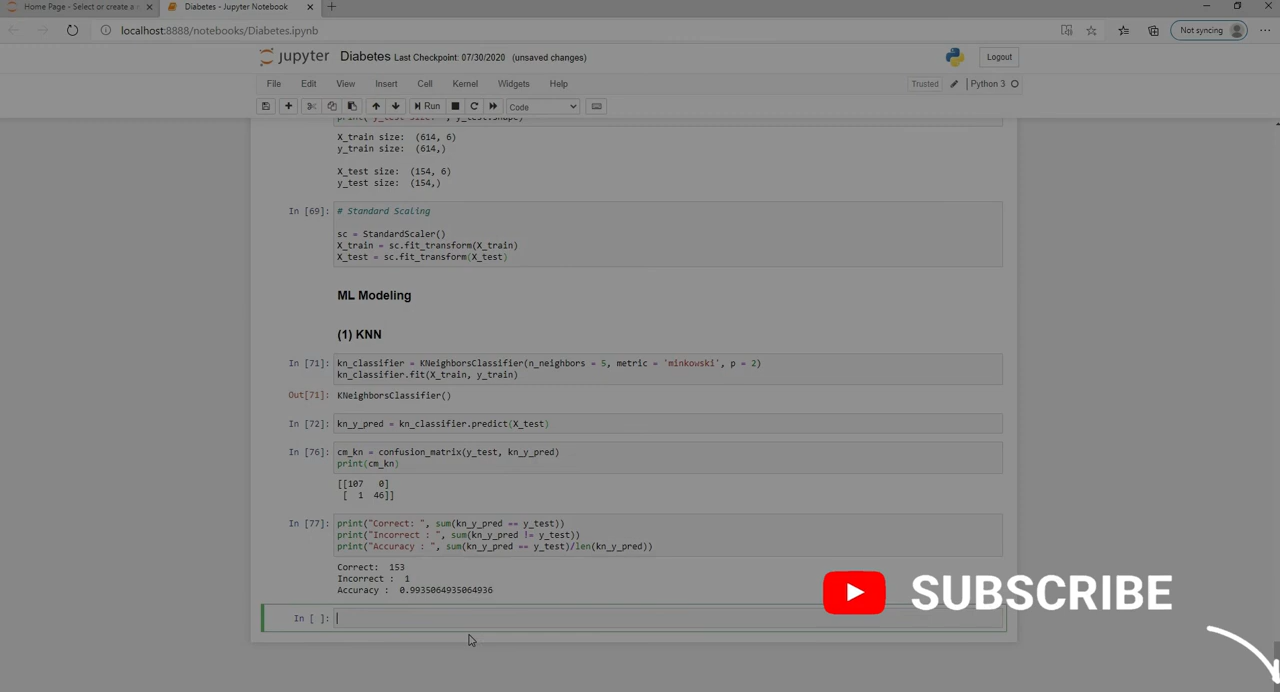 Home Page - Select or create a
Diabetes - Jupyter Notebook
localhost:8888/notebooks/Diabetes.ipynb
Not syncing
jupyter Diabetes Last Checkpoint: 07/30/2020 (unsaved changes)
Logout
File Edit View Insert Cell Kernel Widgets Help
Trusted
Python 3
Run
Code
X_train size:  (614, 6)
y_train size:  (614,)
X_test size:  (154, 6)
y_test size:  (154,)
In [69]: # Standard Scaling
sc = StandardScaler()
X_train = sc.fit_transform(X_train)
X_test = sc.fit_transform(X_test)
ML Modeling
(1) KNN
In [71]: kn_classifier = KNeighborsClassifier(n_neighbors = 5, metric = 'minkowski', p = 2)
kn_classifier.fit(X_train, y_train)
Out[71]: KNeighborsClassifier()
In [72]: kn_y_pred = kn_classifier.predict(X_test)
In [76]: cm_kn = confusion_matrix(y_test, kn_y_pred)
print(cm_kn)
[[107   0]
[  1  46]]
In [77]: print("Correct: ", sum(kn_y_pred == y_test))
print("Incorrect : ", sum(kn_y_pred != y_test))
print("Accuracy : ", sum(kn_y_pred == y_test)/len(kn_y_pred))
Correct:  153
Incorrect :  1
Accuracy :  0.9935064935064936
SUBSCRIBE
In [ ]: